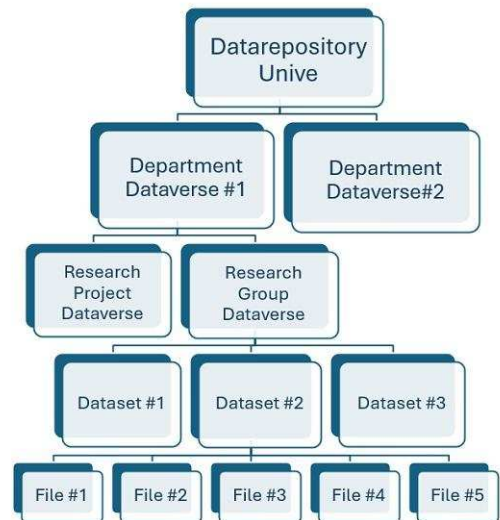 Datarepository
Unive
Department
Dataverse #1
Department
Dataverse#2
Research
Project
Dataverse
Research
Group
Dataverse
Dataset #1
Dataset #2
Dataset #3
File #1
File #2
File #3
File #4
File #5